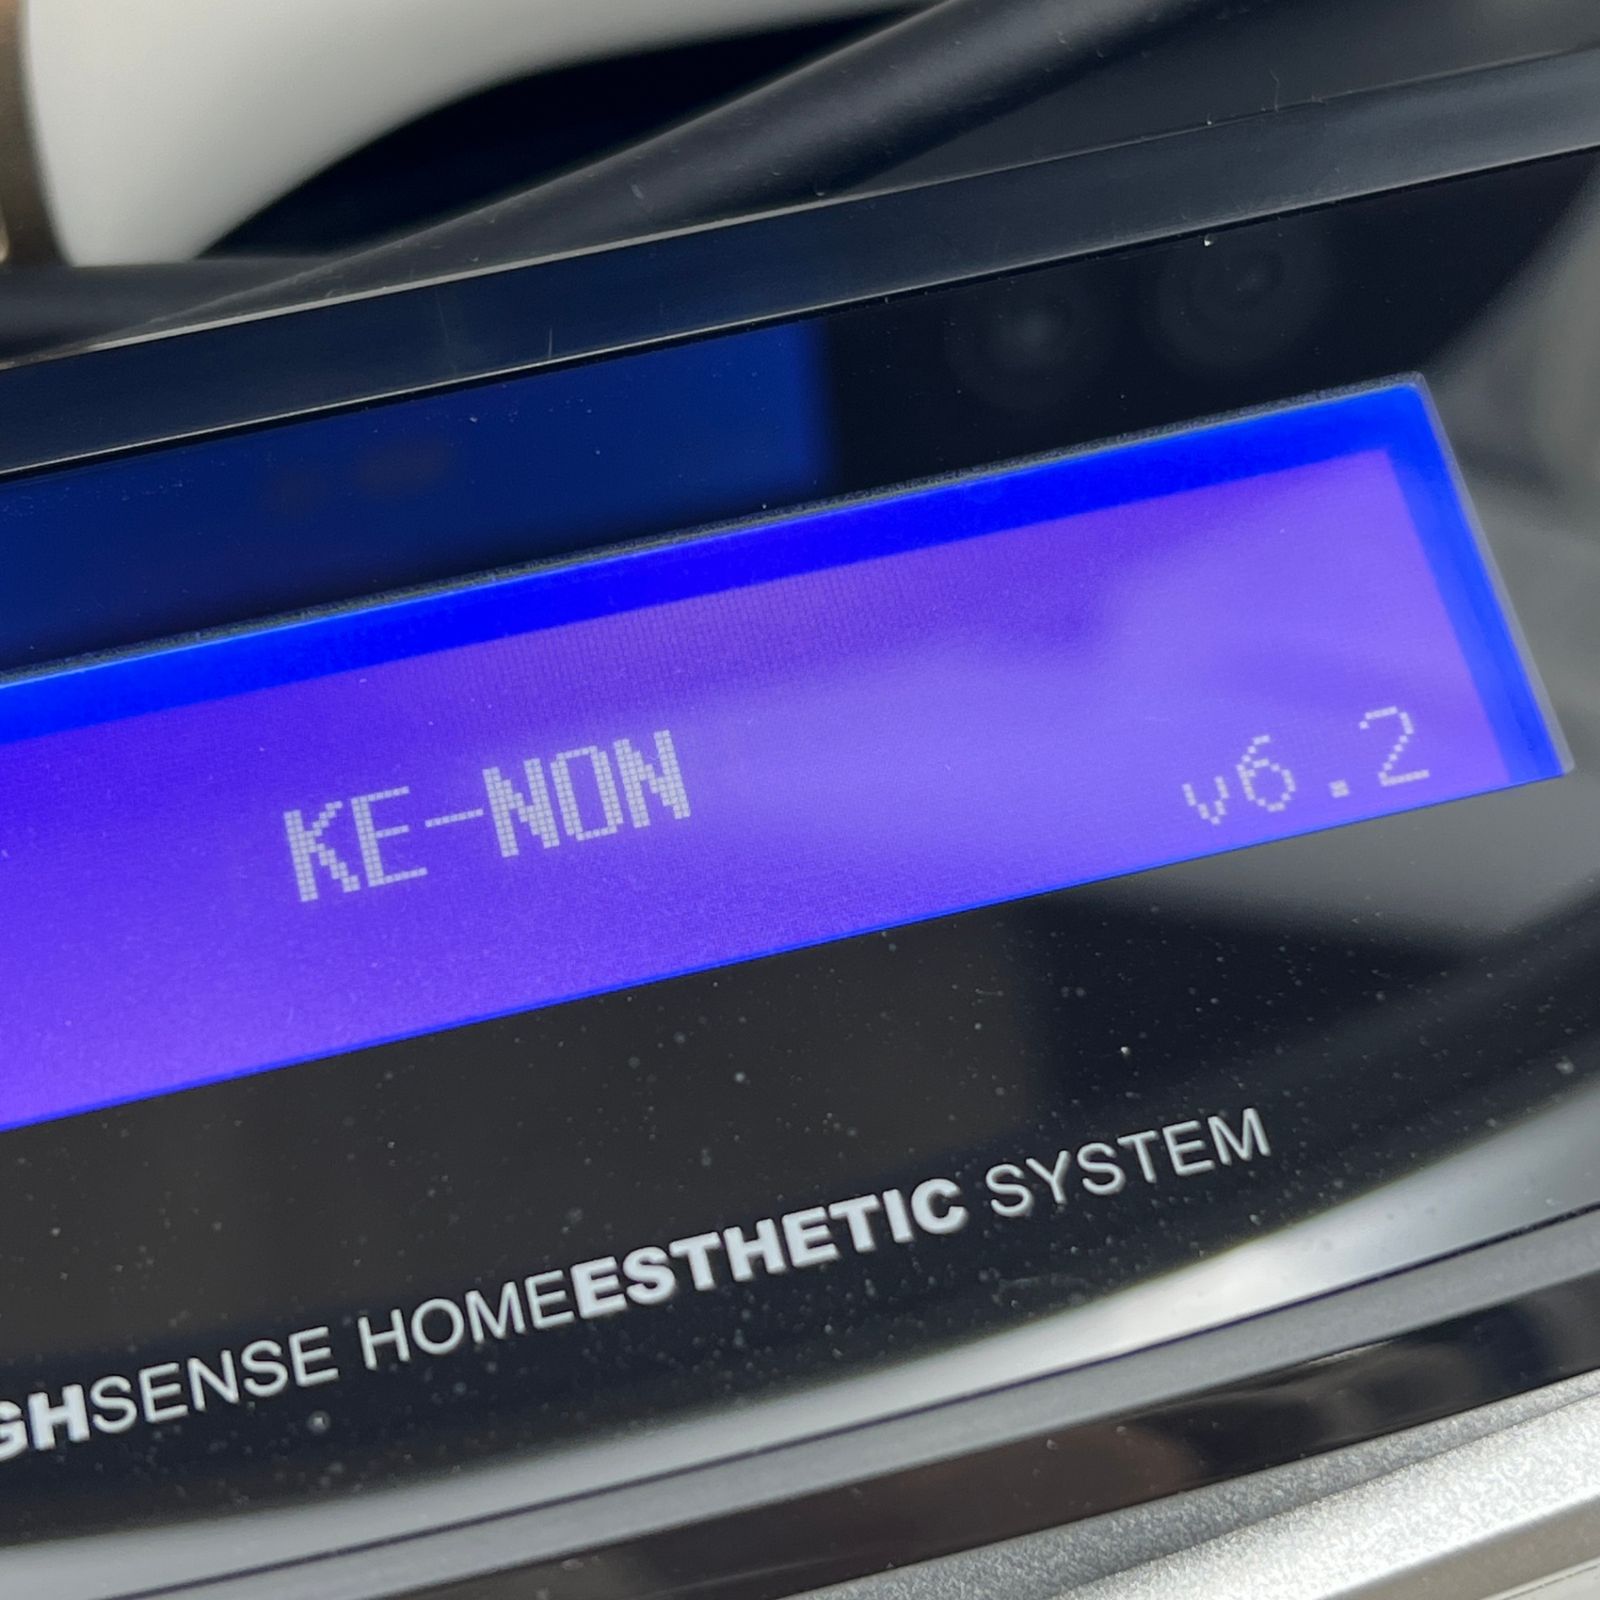 KE-NON
v6.2
GHSENSE HOMEESTHETIC SYSTEM